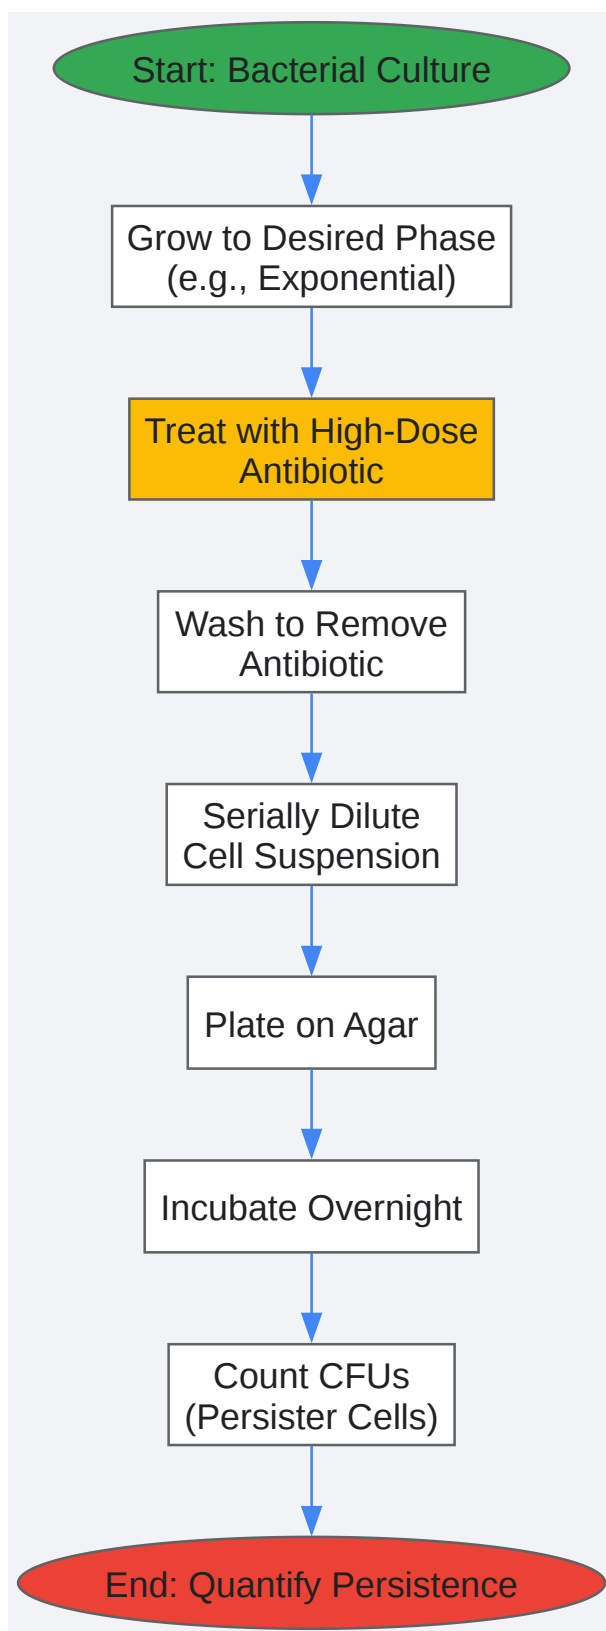 Start: Bacterial Culture
Grow to Desired Phase
(e.g., Exponential)
Treat with High-Dose
Antibiotic
Wash to Remove
Antibiotic
Serially Dilute
Cell Suspension
Plate on Agar
Incubate Overnight
Count CFUs
(Persister Cells)
End: Quantify Persistence